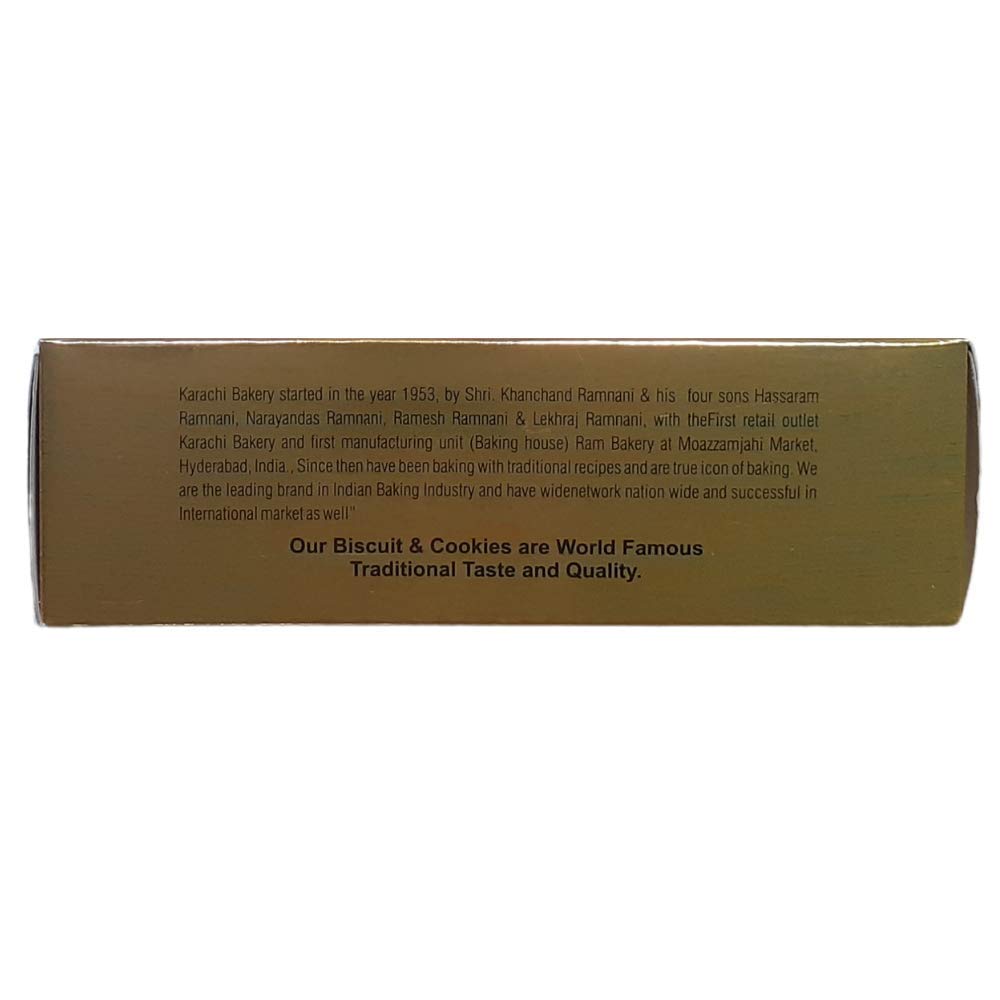 Karachi Bakery started in the year 1953, by Shri. Khanchand Ramnani & his four sons Hassaram
Ramnani, Narayandas Ramnani, Ramesh Ramnani & Lekhraj Ramnani, with theFirst retail outlet
Karachi Bakery and first manufacturing unit (Baking house) Ram Bakery at Moazzamjahi Market,
Hyderabad, India., Since then have been baking with traditional recipes and are true icon of baking. We
are the leading brand in Indian Baking Industry and have widenetwork nation wide and successful in
International market as well"
Our Biscuit & Cookies are World Famous
Traditional Taste and Quality.